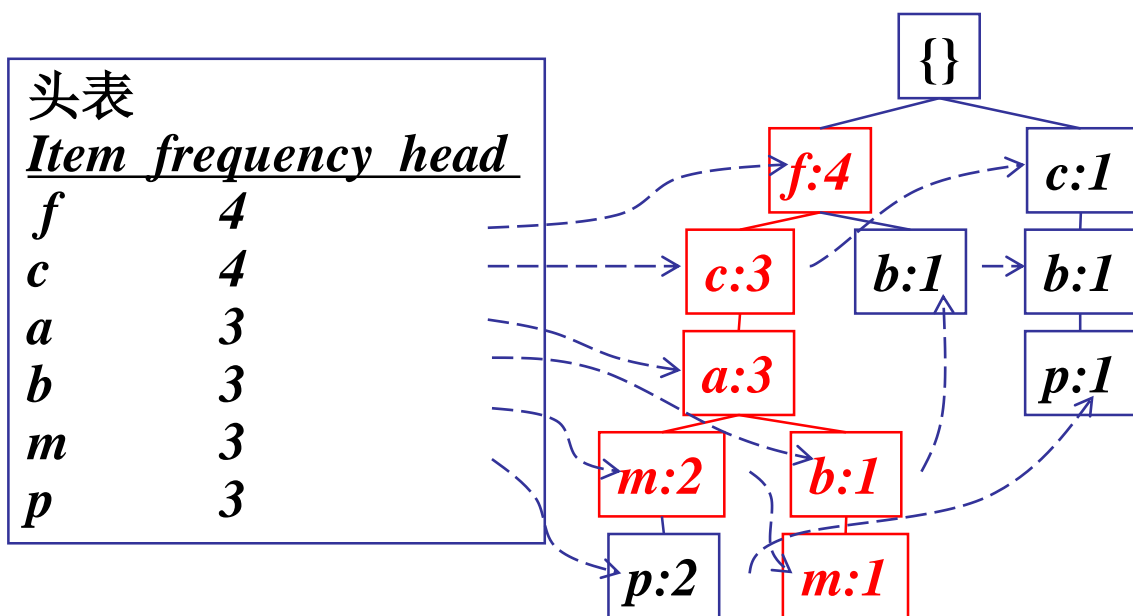 头表
Item frequency head
f 4
c 4
a 3
b 3
m 3
p 3
{}
f:4
c:1
c:3
b:1
b:1
a:3
p:1
m:2
b:1
p:2
m:1